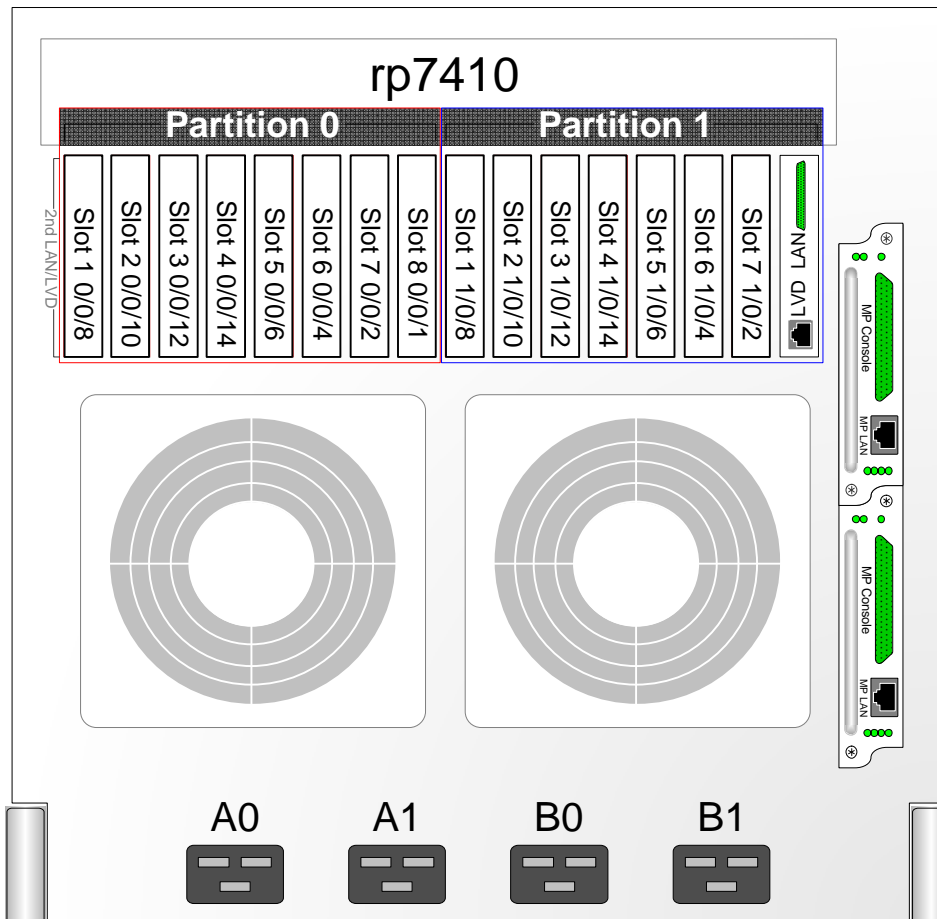 rp7410
Partition 0
Partition 1
2nd LAN/LVD
Slot 1 0/0/8
Slot 2 0/0/10
Slot 3 0/0/12
Slot 4 0/0/14
Slot 5 0/0/6
Slot 6 0/0/4
Slot 7 0/0/2
Slot 8 0/0/1
Slot 1 1/0/8
Slot 2 1/0/10
Slot 3 1/0/12
Slot 4 1/0/14
Slot 5 1/0/6
Slot 6 1/0/4
Slot 7 1/0/2
LVD LAN
MP Console
MP LAN
MP Console
MP LAN
A0
A1
B0
B1